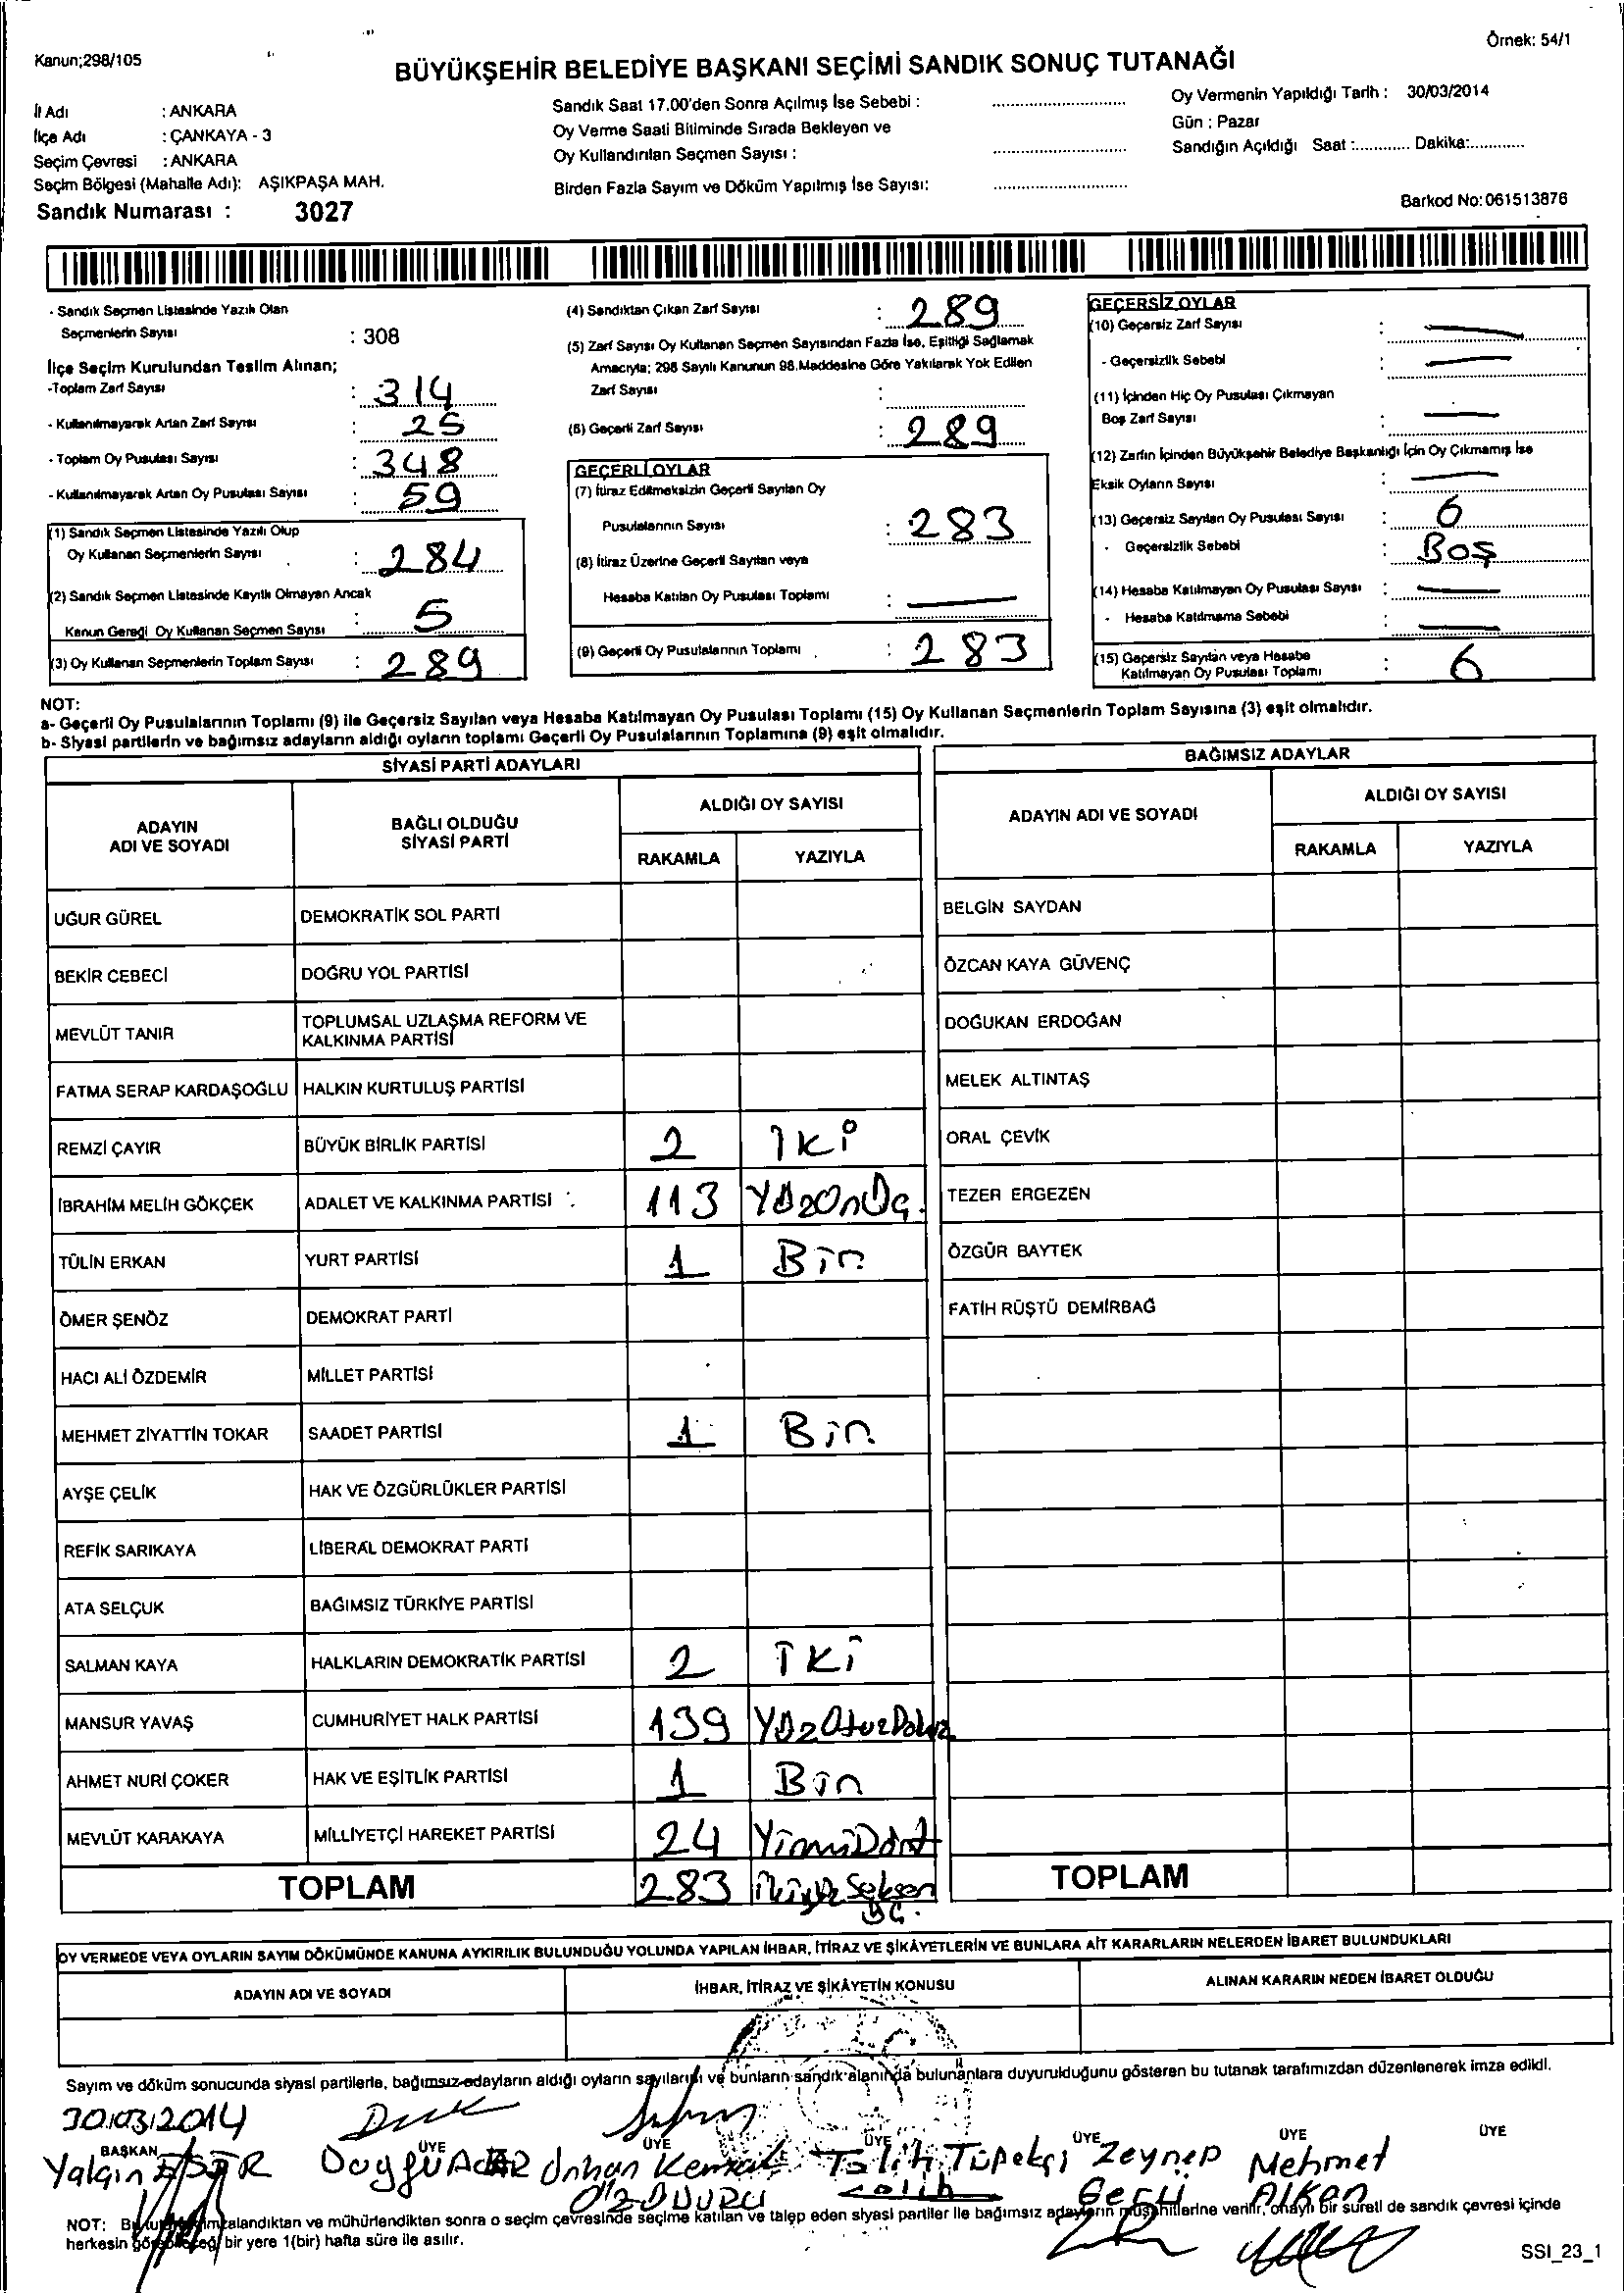 Kanun;298/105
Örnek: 54/1
BÜYÜKŞEHİR BELEDİYE BAŞKANI SEÇİMİ SANDIK SONUÇ TUTANAĞI
İl Adı : ANKARA
İlçe Adı : ÇANKAYA - 3
Seçim Çevresi : ANKARA
Seçim Bölgesi (Mahalle Adı): AŞIKPAŞA MAH.
Sandık Numarası : 3027
Sandık Saat 17.00'den Sonra Açılmış İse Sebebi :
Oy Verme Saati Bitiminde Sırada Bekleyen ve
Oy Kullandırılan Seçmen Sayısı :
Birden Fazla Sayım ve Döküm Yapılmış İse Sayısı:
Oy Vermenin Yapıldığı Tarih : 30/03/2014
Gün : Pazar
Sandığın Açıldığı Saat :............ Dakika:............
Barkod No:061513876
- Sandık Seçmen Listesinde Yazılı Olan
Seçmenlerin Sayısı : 308
İlçe Seçim Kurulundan Teslim Alınan;
-Toplam Zarf Sayısı : 314
- Kullanılmayarak Artan Zarf Sayısı : 25
- Toplam Oy Pusulası Sayısı : 348
- Kullanılmayarak Artan Oy Pusulası Sayısı : 59
(1) Sandık Seçmen Listesinde Yazılı Olup
Oy Kullanan Seçmenlerin Sayısı : 284
(2) Sandık Seçmen Listesinde Kayıtlı Olmayan Ancak
Kanun Gereği Oy Kullanan Seçmen Sayısı : 5
(3) Oy Kullanan Seçmenlerin Toplam Sayısı : 289
(4) Sandıktan Çıkan Zarf Sayısı : 289
(5) Zarf Sayısı Oy Kullanan Seçmen Sayısından Fazla İse, Eşitliği Sağlamak
Amacıyla; 298 Sayılı Kanunun 98.Maddesine Göre Yakılarak Yok Edilen
Zarf Sayısı :
(6) Geçerli Zarf Sayısı : 289
GEÇERLİ OYLAR
(7) İtiraz Edilmeksizin Geçerli Sayılan Oy
Pusulalarının Sayısı : 283
(8) İtiraz Üzerine Geçerli Sayılan veya
Hesaba Katılan Oy Pusulası Toplamı : —
(9) Geçerli Oy Pusulalarının Toplamı : 283
GEÇERSİZ OYLAR
(10) Geçersiz Zarf Sayısı : —
- Geçersizlik Sebebi : —
(11) İçinden Hiç Oy Pusulası Çıkmayan
Boş Zarf Sayısı : —
(12) Zarfın İçinden Büyükşehir Belediye Başkanlığı İçin Oy Çıkmamış İse
Eksik Oyların Sayısı : —
(13) Geçersiz Sayılan Oy Pusulası Sayısı : 6
- Geçersizlik Sebebi : BOŞ
(14) Hesaba Katılmayan Oy Pusulası Sayısı : —
- Hesaba Katılmama Sebebi : —
(15) Geçersiz Sayılan veya Hesaba
Katılmayan Oy Pusulası Toplamı : 6
NOT:
a- Geçerli Oy Pusulalarının Toplamı (9) ile Geçersiz Sayılan veya Hesaba Katılmayan Oy Pusulası Toplamı (15) Oy Kullanan Seçmenlerin Toplam Sayısına (3) eşit olmalıdır.
b- Siyasi partilerin ve bağımsız adayların aldığı oyların toplamı Geçerli Oy Pusulalarının Toplamına (9) eşit olmalıdır.
SİYASİ PARTİ ADAYLARI
ADAYIN ADI VE SOYADI | BAĞLI OLDUĞU SİYASİ PARTİ | ALDIĞI OY SAYISI
RAKAMLA | YAZIYLA
UĞUR GÜREL | DEMOKRATİK SOL PARTİ
BEKİR CEBECİ | DOĞRU YOL PARTİSİ
MEVLÜT TANIR | TOPLUMSAL UZLAŞMA REFORM VE KALKINMA PARTİSİ
FATMA SERAP KARDAŞOĞLU | HALKIN KURTULUŞ PARTİSİ
REMZİ ÇAYIR | BÜYÜK BİRLİK PARTİSİ | 2 | İki
İBRAHİM MELİH GÖKÇEK | ADALET VE KALKINMA PARTİSİ | 113 | YÜzOnÜç.
TÜLİN ERKAN | YURT PARTİSİ | 1 | Bir
ÖMER ŞENÖZ | DEMOKRAT PARTİ
HACI ALİ ÖZDEMİR | MİLLET PARTİSİ
MEHMET ZİYATTİN TOKAR | SAADET PARTİSİ | 1 | Bir
AYŞE ÇELİK | HAK VE ÖZGÜRLÜKLER PARTİSİ
REFİK SARIKAYA | LİBERAL DEMOKRAT PARTİ
ATA SELÇUK | BAĞIMSIZ TÜRKİYE PARTİSİ
SALMAN KAYA | HALKLARIN DEMOKRATİK PARTİSİ | 2 | İki
MANSUR YAVAŞ | CUMHURİYET HALK PARTİSİ | 139 | YÜzOtuzDokuz
AHMET NURİ ÇOKER | HAK VE EŞİTLİK PARTİSİ | 1 | Bir
MEVLÜT KARAKAYA | MİLLİYETÇİ HAREKET PARTİSİ | 24 | YirmiDört
TOPLAM | 283 | ikiyüzSeksen üç.
BAĞIMSIZ ADAYLAR
ADAYIN ADI VE SOYADI | ALDIĞI OY SAYISI
RAKAMLA | YAZIYLA
BELGİN SAYDAN
ÖZCAN KAYA GÜVENÇ
DOĞUKAN ERDOĞAN
MELEK ALTINTAŞ
ORAL ÇEVİK
TEZER ERGEZEN
ÖZGÜR BAYTEK
FATİH RÜŞTÜ DEMİRBAĞ
TOPLAM
OY VERMEDE VEYA OYLARIN SAYIM DÖKÜMÜNDE KANUNA AYKIRILIK BULUNDUĞU YOLUNDA YAPILAN İHBAR, İTİRAZ VE ŞİKÂYETLERİN VE BUNLARA AİT KARARLARIN NELERDEN İBARET BULUNDUKLARI
ADAYIN ADI VE SOYADI | İHBAR, İTİRAZ VE ŞİKÂYETİN KONUSU | ALINAN KARARIN NEDEN İBARET OLDUĞU
Sayım ve döküm sonucunda siyasi partilerle, bağımsız adayların aldığı oyların sayılarını ve bunların sandık alanında bulunanlara duyurulduğunu gösteren bu tutanak tarafımızdan düzenlenerek imza edildi.
30/03/2014
BAŞKAN ÜYE ÜYE ÜYE ÜYE ÜYE ÜYE
Yalçın Duygu Orhan Kemal Talih Tüpekçi Zeynep Mehmet
NOT: Bu tutanak imzalandıktan ve mühürlendikten sonra o seçim çevresinde seçime katılan ve talep eden siyasi partiler ile bağımsız adayların müşahitlerine verilir, onaylı bir sureti de sandık çevresi içinde
herkesin görebileceği bir yere 1(bir) hafta süre ile asılır.
SSI_23_1